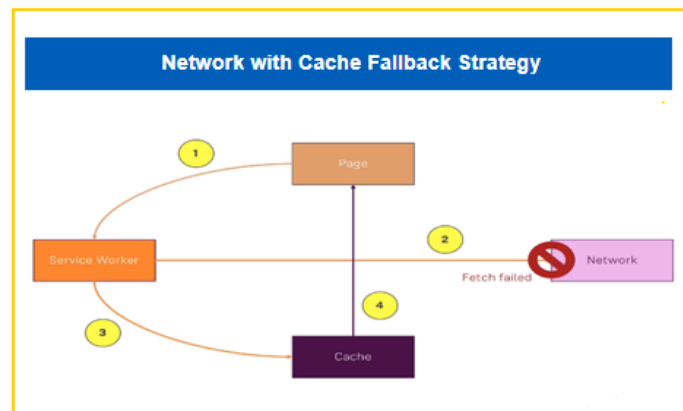 Network with Cache Fallback Strategy
1
Page
2
Service Worker
Network
Fetch failed
4
3
Cache